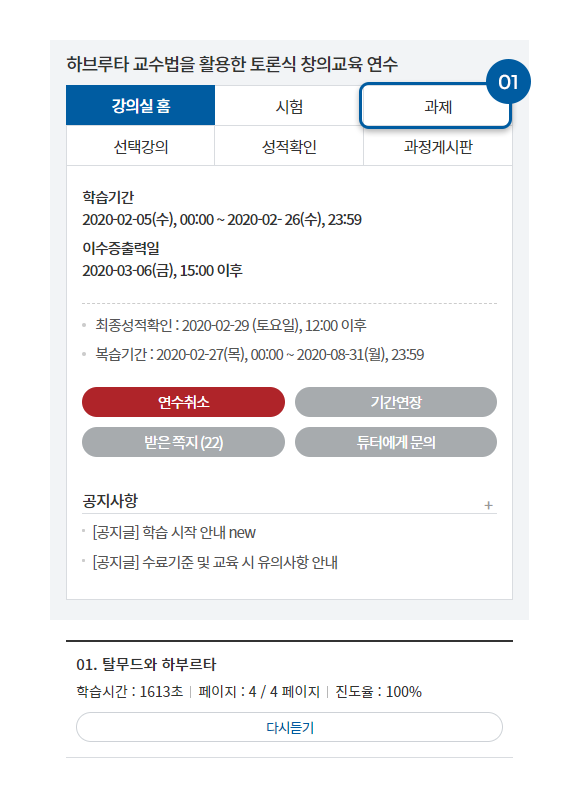 하브루타 교수법을 활용한 토론식 창의교육 연수
01
강의실 홈 시험 과제
선택강의 성적확인 과정게시판
학습기간
2020-02-05(수), 00:00 ~ 2020-02- 26(수), 23:59
이수증출력일
2020-03-06(금), 15:00 이후
최종성적확인 : 2020-02-29 (토요일), 12:00 이후
복습기간 : 2020-02-27(목), 00:00 ~ 2020-08-31(월), 23:59
연수취소 기간연장
받은 쪽지 (22) 튜터에게 문의
공지사항 +
[공지글] 학습 시작 안내 new
[공지글] 수료기준 및 교육 시 유의사항 안내
01. 탈무드와 하부르타
학습시간 : 1613초 | 페이지 : 4 / 4 페이지 | 진도율 : 100%
다시듣기